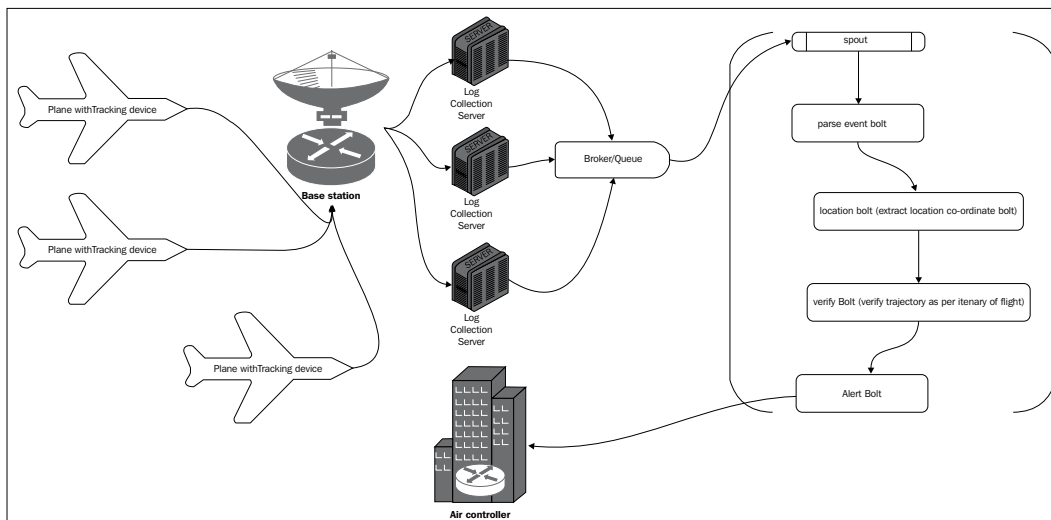 Plane withTracking device
Plane withTracking device
Plane withTracking device
Base station
SERVER
Log
Collection
Server
SERVER
Log
Collection
Server
SERVER
Log
Collection
Server
Broker/Queue
spout
parse event bolt
location bolt (extract location co-ordinate bolt)
verify Bolt (verify trajectory as per itenary of flight)
Alert Bolt
Air controller